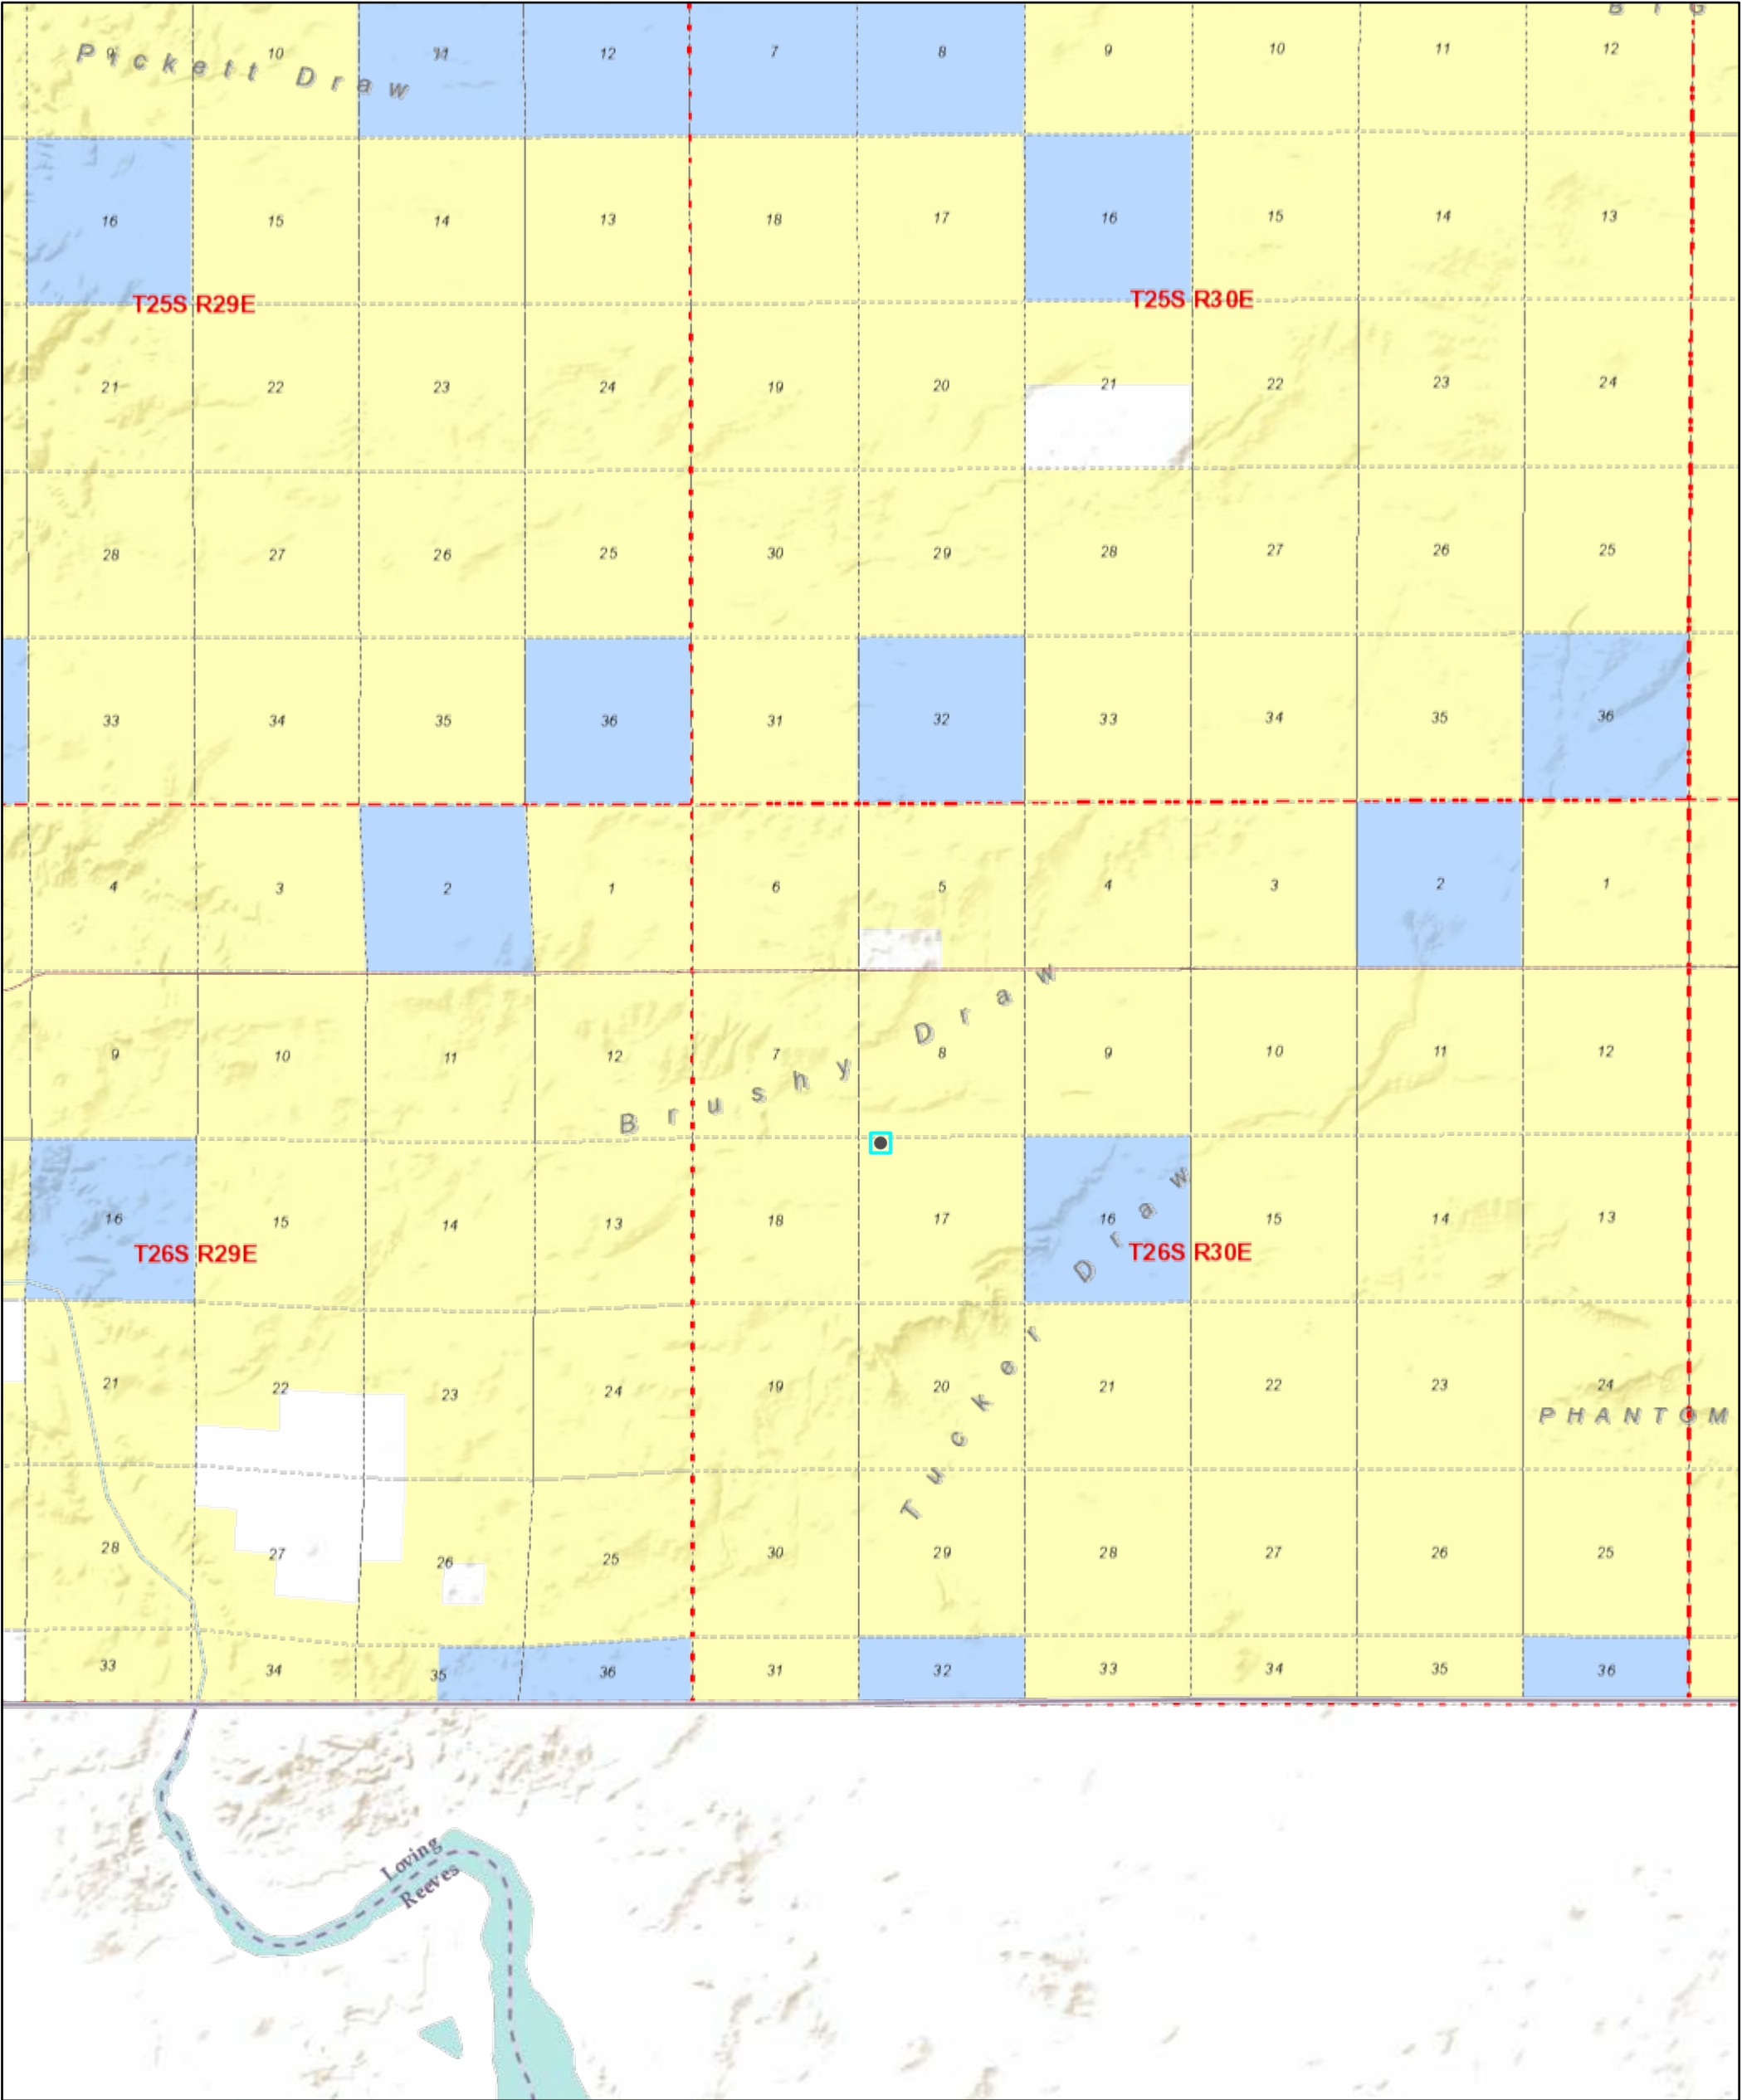 BIG
9 10 11 12 7 8 9 10 11 12
Pickett Draw
16 15 14 13 18 17 16 15 14 13
T25S R29E T25S R30E
21 22 23 24 19 20 21 22 23 24
28 27 26 25 30 29 28 27 26 25
33 34 35 36 31 32 33 34 35 36
4 3 2 1 6 5 4 3 2 1
Brushy Draw
9 10 11 12 7 8 9 10 11 12
16 15 14 13 18 17 16 15 14 13
T26S R29E T26S R30E
Tucker Draw
21 22 23 24 19 20 21 22 23 24
PHANTOM
28 27 26 25 30 29 28 27 26 25
33 34 35 36 31 32 33 34 35 36
Loving
Reeves